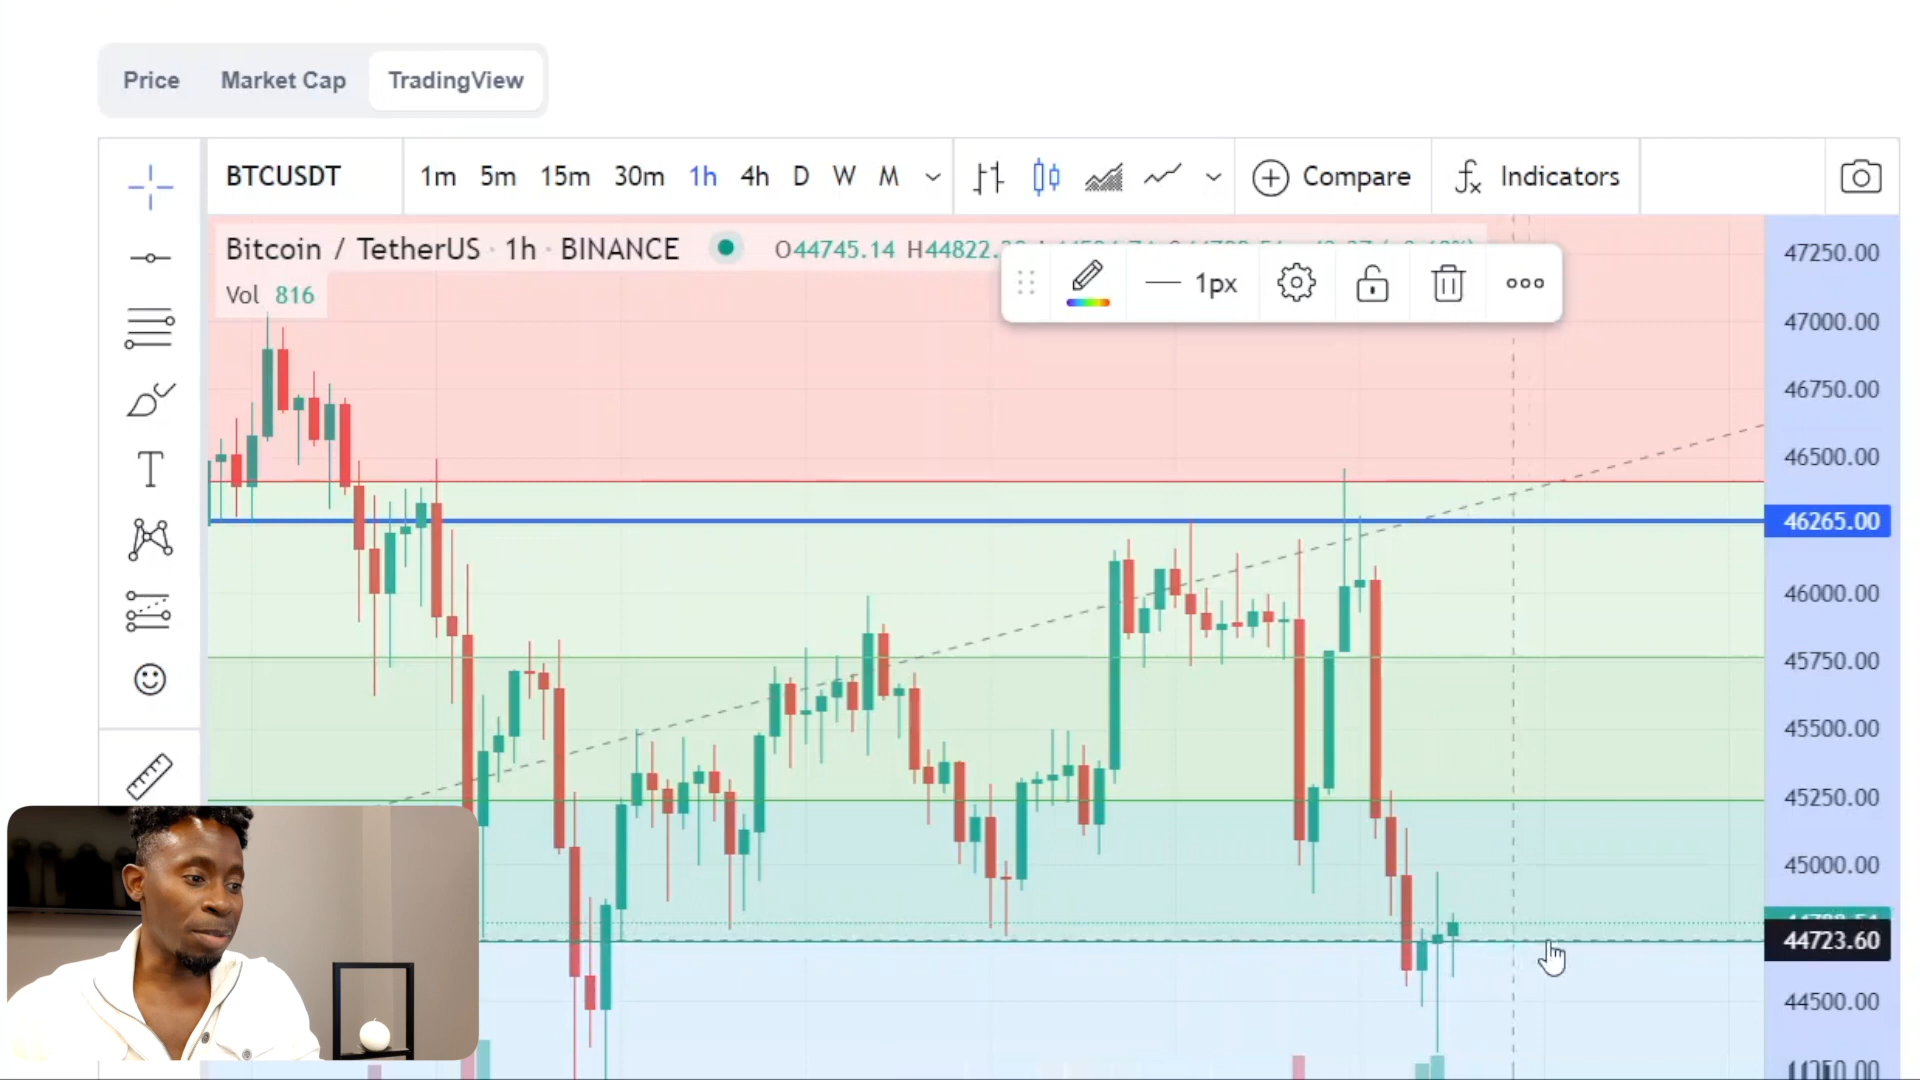 Price Market Cap TradingView
BTCUSDT 1m 5m 15m 30m 1h 4h D W M Compare fx Indicators
Bitcoin / TetherUS · 1h · BINANCE O44745.14 H44822.
1px
Vol 816
T
47250.00
47000.00
46750.00
46500.00
46265.00
46000.00
45750.00
45500.00
45250.00
45000.00
44723.60
44500.00